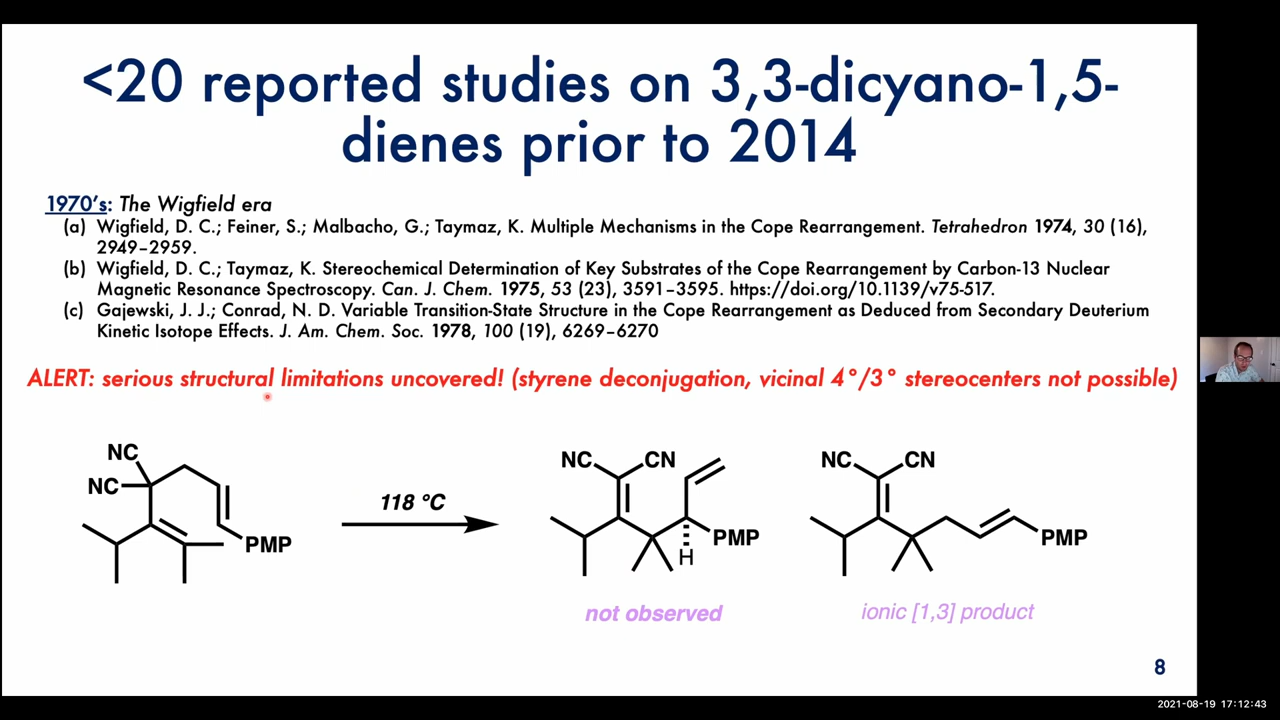 <20 reported studies on 3,3-dicyano-1,5-
dienes prior to 2014
1970's: The Wigfield era
(a) Wigfield, D. C.; Feiner, S.; Malbacho, G.; Taymaz, K. Multiple Mechanisms in the Cope Rearrangement. Tetrahedron 1974, 30 (16),
2949–2959.
(b) Wigfield, D. C.; Taymaz, K. Stereochemical Determination of Key Substrates of the Cope Rearrangement by Carbon-13 Nuclear
Magnetic Resonance Spectroscopy. Can. J. Chem. 1975, 53 (23), 3591–3595. https://doi.org/10.1139/v75-517.
(c) Gajewski, J. J.; Conrad, N. D. Variable Transition-State Structure in the Cope Rearrangement as Deduced from Secondary Deuterium
Kinetic Isotope Effects. J. Am. Chem. Soc. 1978, 100 (19), 6269–6270
ALERT: serious structural limitations uncovered! (styrene deconjugation, vicinal 4°/3° stereocenters not possible)
NC
NC
PMP
118 °C
NC CN
PMP
H
not observed
NC CN
PMP
ionic [1,3] product
8
2021-08-19 17:12:43